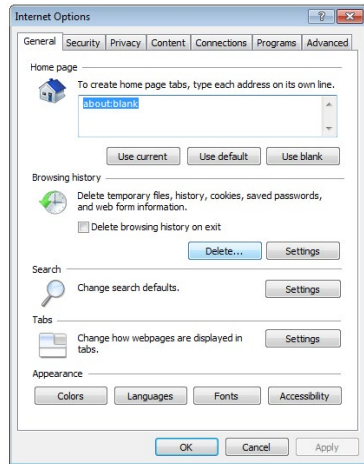 Internet Options
General Security Privacy Content Connections Programs Advanced
Home page
To create home page tabs, type each address on its own line.
about:blank
Use current Use default Use blank
Browsing history
Delete temporary files, history, cookies, saved passwords,
and web form information.
Delete browsing history on exit
Delete... Settings
Search
Change search defaults. Settings
Tabs
Change how webpages are displayed in
tabs.
Settings
Appearance
Colors Languages Fonts Accessibility
OK Cancel Apply